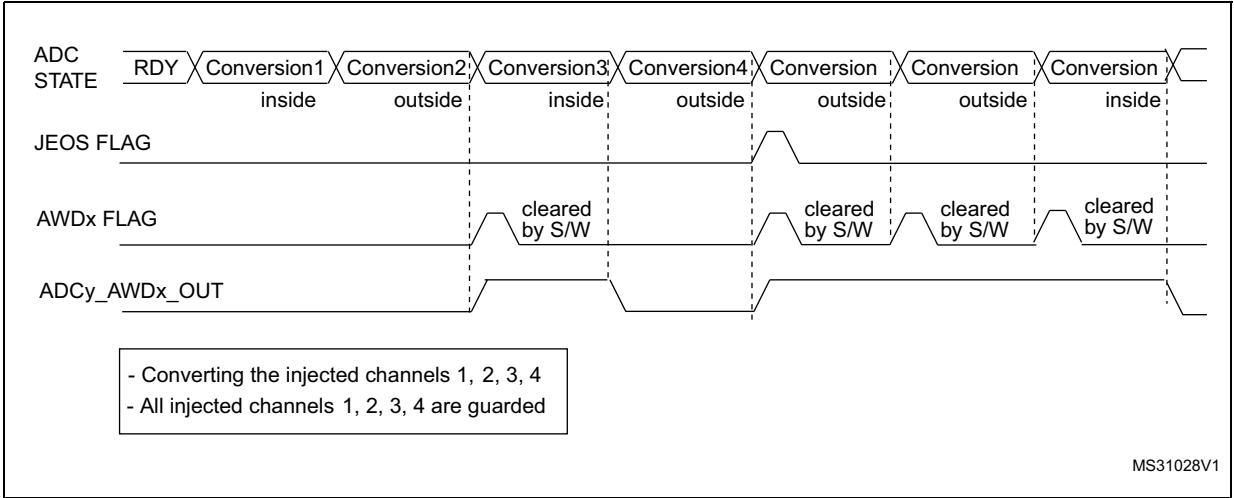 ADC
STATE
RDY Conversion1 Conversion2 Conversion3 Conversion4 Conversion Conversion Conversion
inside outside inside outside outside outside inside
JEOS FLAG
AWDx FLAG
cleared
by S/W
cleared
by S/W
cleared
by S/W
cleared
by S/W
ADCy_AWDx_OUT
- Converting the injected channels 1, 2, 3, 4
- All injected channels 1, 2, 3, 4 are guarded
MS31028V1